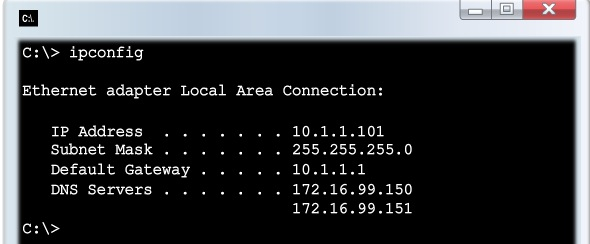 C:\.
C:\> ipconfig
Ethernet adapter Local Area Connection:
IP Address . . . . . . . 10.1.1.101
Subnet Mask . . . . . . . 255.255.255.0
Default Gateway . . . . . 10.1.1.1
DNS Servers . . . . . . . 172.16.99.150
172.16.99.151
C:\>